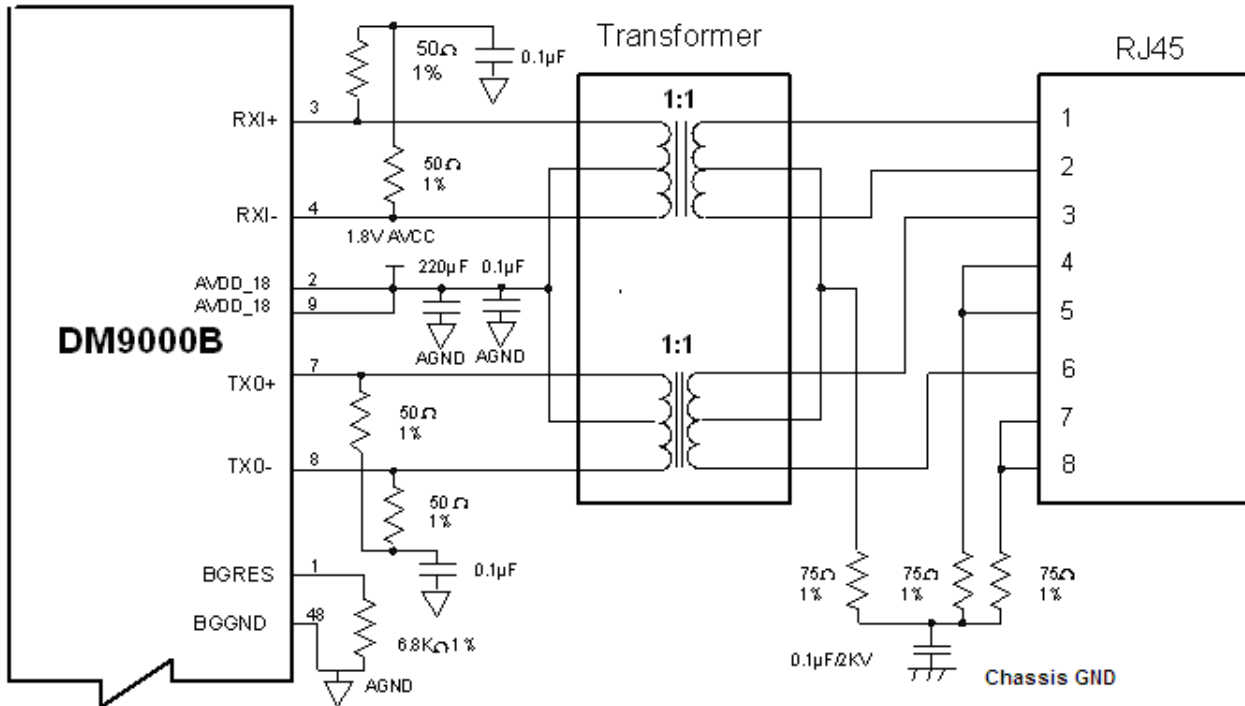 Transformer
RJ45
50Ω
1%
0.1µF
1:1
RXI+
3
1
50Ω
1%
2
RXI-
4
3
1.8V AVCC
4
AVDD_18
2
220µF
0.1µF
AVDD_18
9
5
DM9000B
AGND
AGND
1:1
TX0+
7
6
50Ω
1%
7
TX0-
8
8
50Ω
1%
BGRES
1
0.1µF
75Ω
1%
75Ω
1%
75Ω
1%
BGGND
48
6.8KΩ1%
AGND
0.1µF/2KV
Chassis GND